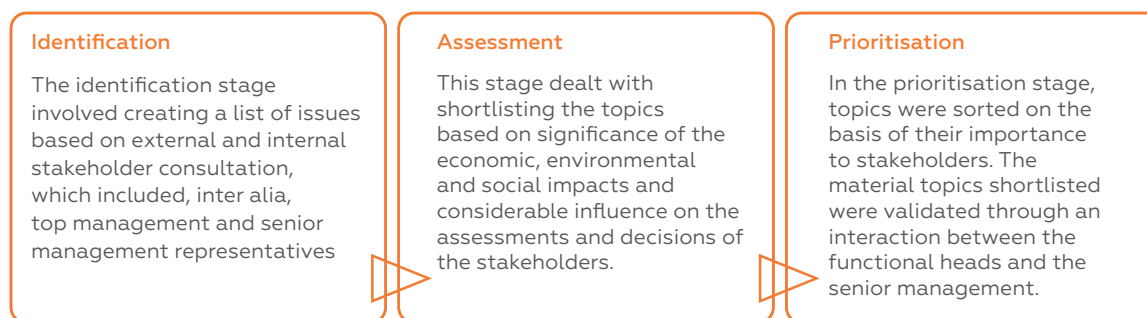 Identification
The identification stage
involved creating a list of issues
based on external and internal
stakeholder consultation,
which included, inter alia,
top management and senior
management representatives
Assessment
This stage dealt with
shortlisting the topics
based on significance of the
economic, environmental
and social impacts and
considerable influence on the
assessments and decisions of
the stakeholders.
Prioritisation
In the prioritisation stage,
topics were sorted on the
basis of their importance
to stakeholders. The
material topics shortlisted
were validated through an
interaction between the
functional heads and the
senior management.